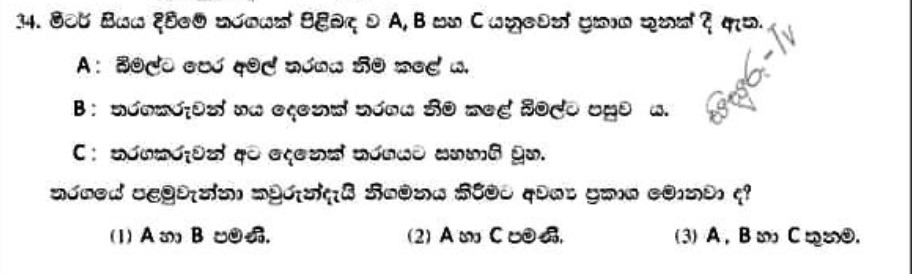 34. මීටර් සියය දිවීමේ තරගයක් පිළිබඳ ව A, B සහ C යනුවෙන් ප්‍රකාශ තුනක් දී ඇත.
A : බිමල්ට පෙර අමල් තරගය නිම කළේ ය.
B : තරගකරුවන් හය දෙනෙක් තරගය නිම කළේ බිමල්ට පසුව ය.
C : තරගකරුවන් අට දෙනෙක් තරගයට සහභාගි වූහ.
තරගයේ පළමුවැන්නා කවුරුන්දැයි නිගමනය කිරීමට අවශ්‍ය ප්‍රකාශ මොනවා ද?
(1) A හා B පමණි. (2) A හා C පමණි. (3) A, B හා C තුනම.